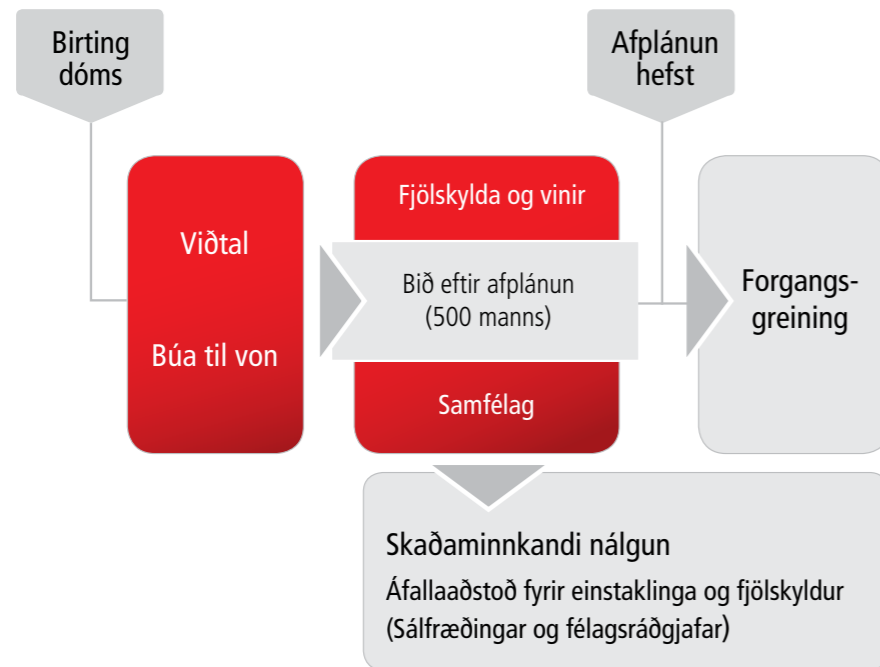 Birting
dóms
Afplánun
hefst
Viðtal
Búa til von
Fjölskylda og vinir
Bið eftir afplánun
(500 manns)
Samfélag
Forgangs-
greining
Skaðaminnkandi nálgun
Áfallaaðstoð fyrir einstaklinga og fjölskyldur
(Sálfræðingar og félagsráðgjafar)